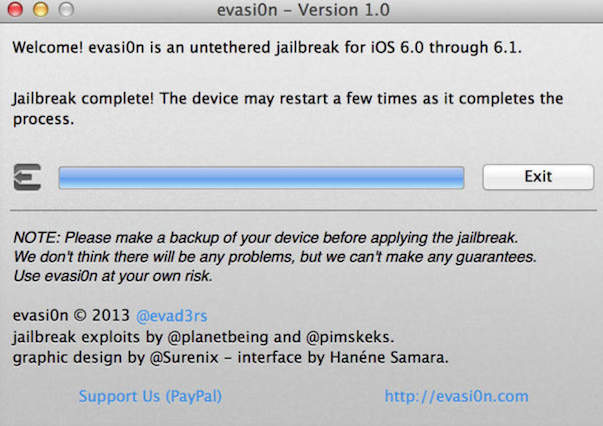 evasi0n – Version 1.0
Welcome! evasi0n is an untethered jailbreak for iOS 6.0 through 6.1.
Jailbreak complete! The device may restart a few times as it completes the
process.
Exit
NOTE: Please make a backup of your device before applying the jailbreak.
We don't think there will be any problems, but we can't make any guarantees.
Use evasi0n at your own risk.
evasi0n © 2013 @evad3rs
jailbreak exploits by @planetbeing and @pimskeks.
graphic design by @Surenix – interface by Hanéne Samara.
Support Us (PayPal) http://evasi0n.com